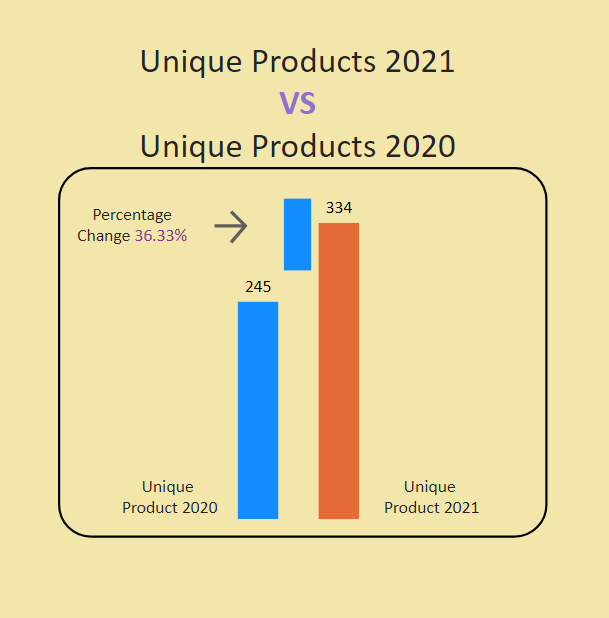 Unique Products 2021
VS
Unique Products 2020
Percentage
Change 36.33%
334
245
Unique
Product 2020
Unique
Product 2021